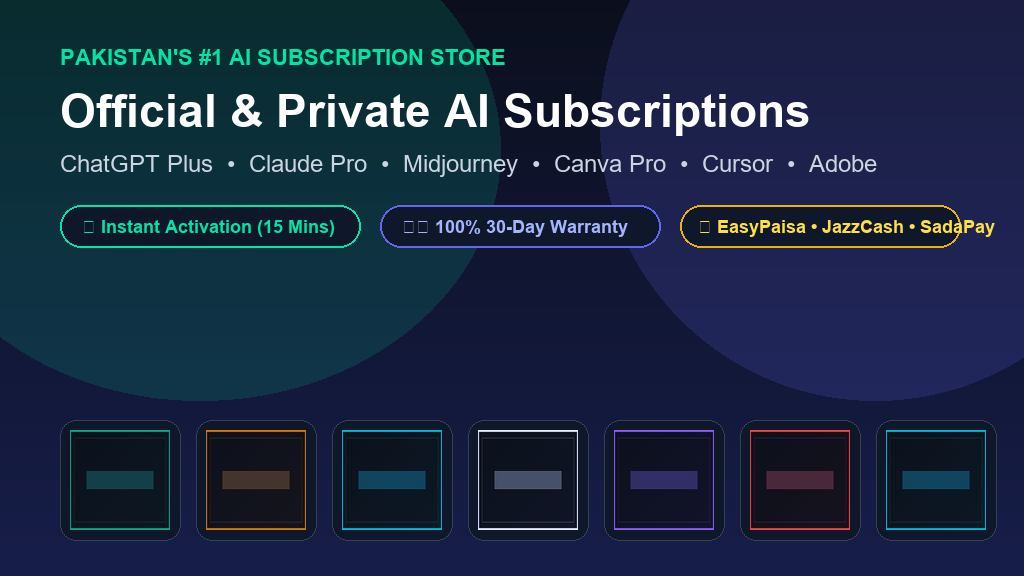 PAKISTAN'S #1 AI SUBSCRIPTION STORE
Official & Private AI Subscriptions
ChatGPT Plus • Claude Pro • Midjourney • Canva Pro • Cursor • Adobe
Instant Activation (15 Mins)
100% 30-Day Warranty
EasyPaisa • JazzCash • SadaPay